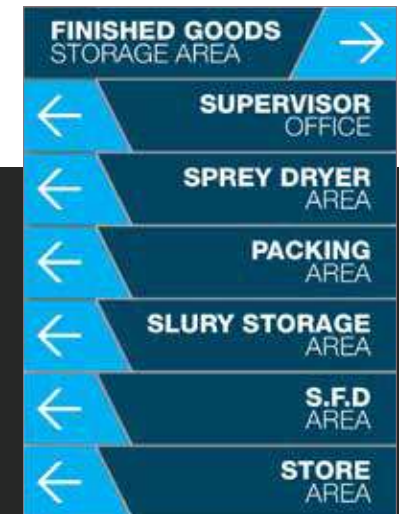 FINISHED GOODS
STORAGE AREA
SUPERVISOR
OFFICE
SPREY DRYER
AREA
PACKING
AREA
SLURY STORAGE
AREA
S.F.D
AREA
STORE
AREA